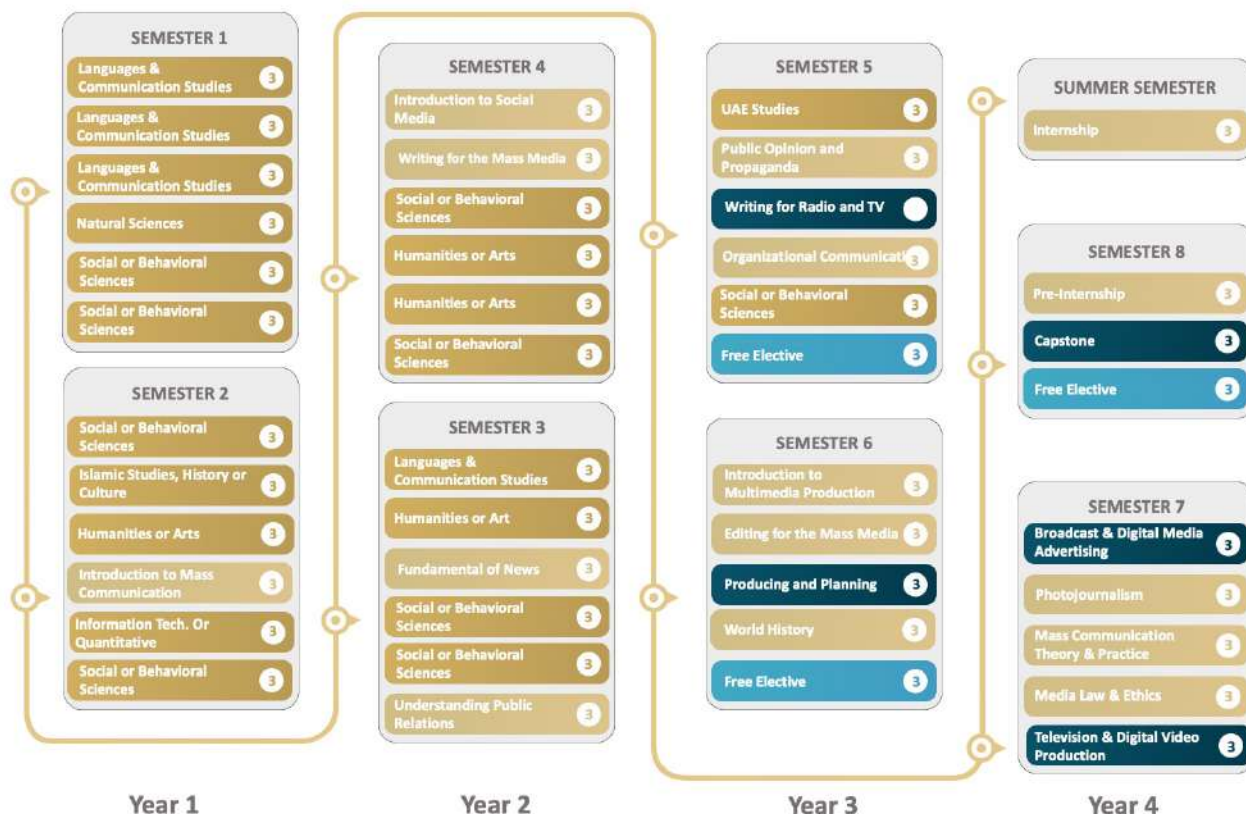 SEMESTER 1
Languages &
Communication Studies
3
Languages &
Communication Studies
3
Languages &
Communication Studies
3
Natural Sciences
3
Social or Behavioral
Sciences
3
Social or Behavioral
Sciences
3
SEMESTER 2
Social or Behavioral
Sciences
3
Islamic Studies, History or
Culture
3
Humanities or Arts
3
Introduction to Mass
Communication
3
Information Tech. Or
Quantitative
3
Social or Behavioral
Sciences
3
Year 1
SEMESTER 4
Introduction to Social
Media
3
Writing for the Mass Media
3
Social or Behavioral
Sciences
3
Humanities or Arts
3
Humanities or Arts
3
Social or Behavioral
Sciences
3
SEMESTER 3
Languages &
Communication Studies
3
Humanities or Art
3
Fundamental of News
3
Social or Behavioral
Sciences
3
Social or Behavioral
Sciences
3
Understanding Public
Relations
3
Year 2
SEMESTER 5
UAE Studies
3
Public Opinion and
Propaganda
3
Writing for Radio and TV
Organizational Communicati
3
Social or Behavioral
Sciences
3
Free Elective
3
SEMESTER 6
Introduction to
Multimedia Production
3
Editing for the Mass Media
3
Producing and Planning
3
World History
3
Free Elective
3
Year 3
SUMMER SEMESTER
Internship
3
SEMESTER 8
Pre-Internship
3
Capstone
3
Free Elective
3
SEMESTER 7
Broadcast & Digital Media
Advertising
3
Photojournalism
3
Mass Communication
Theory & Practice
3
Media Law & Ethics
3
Television & Digital Video
Production
3
Year 4